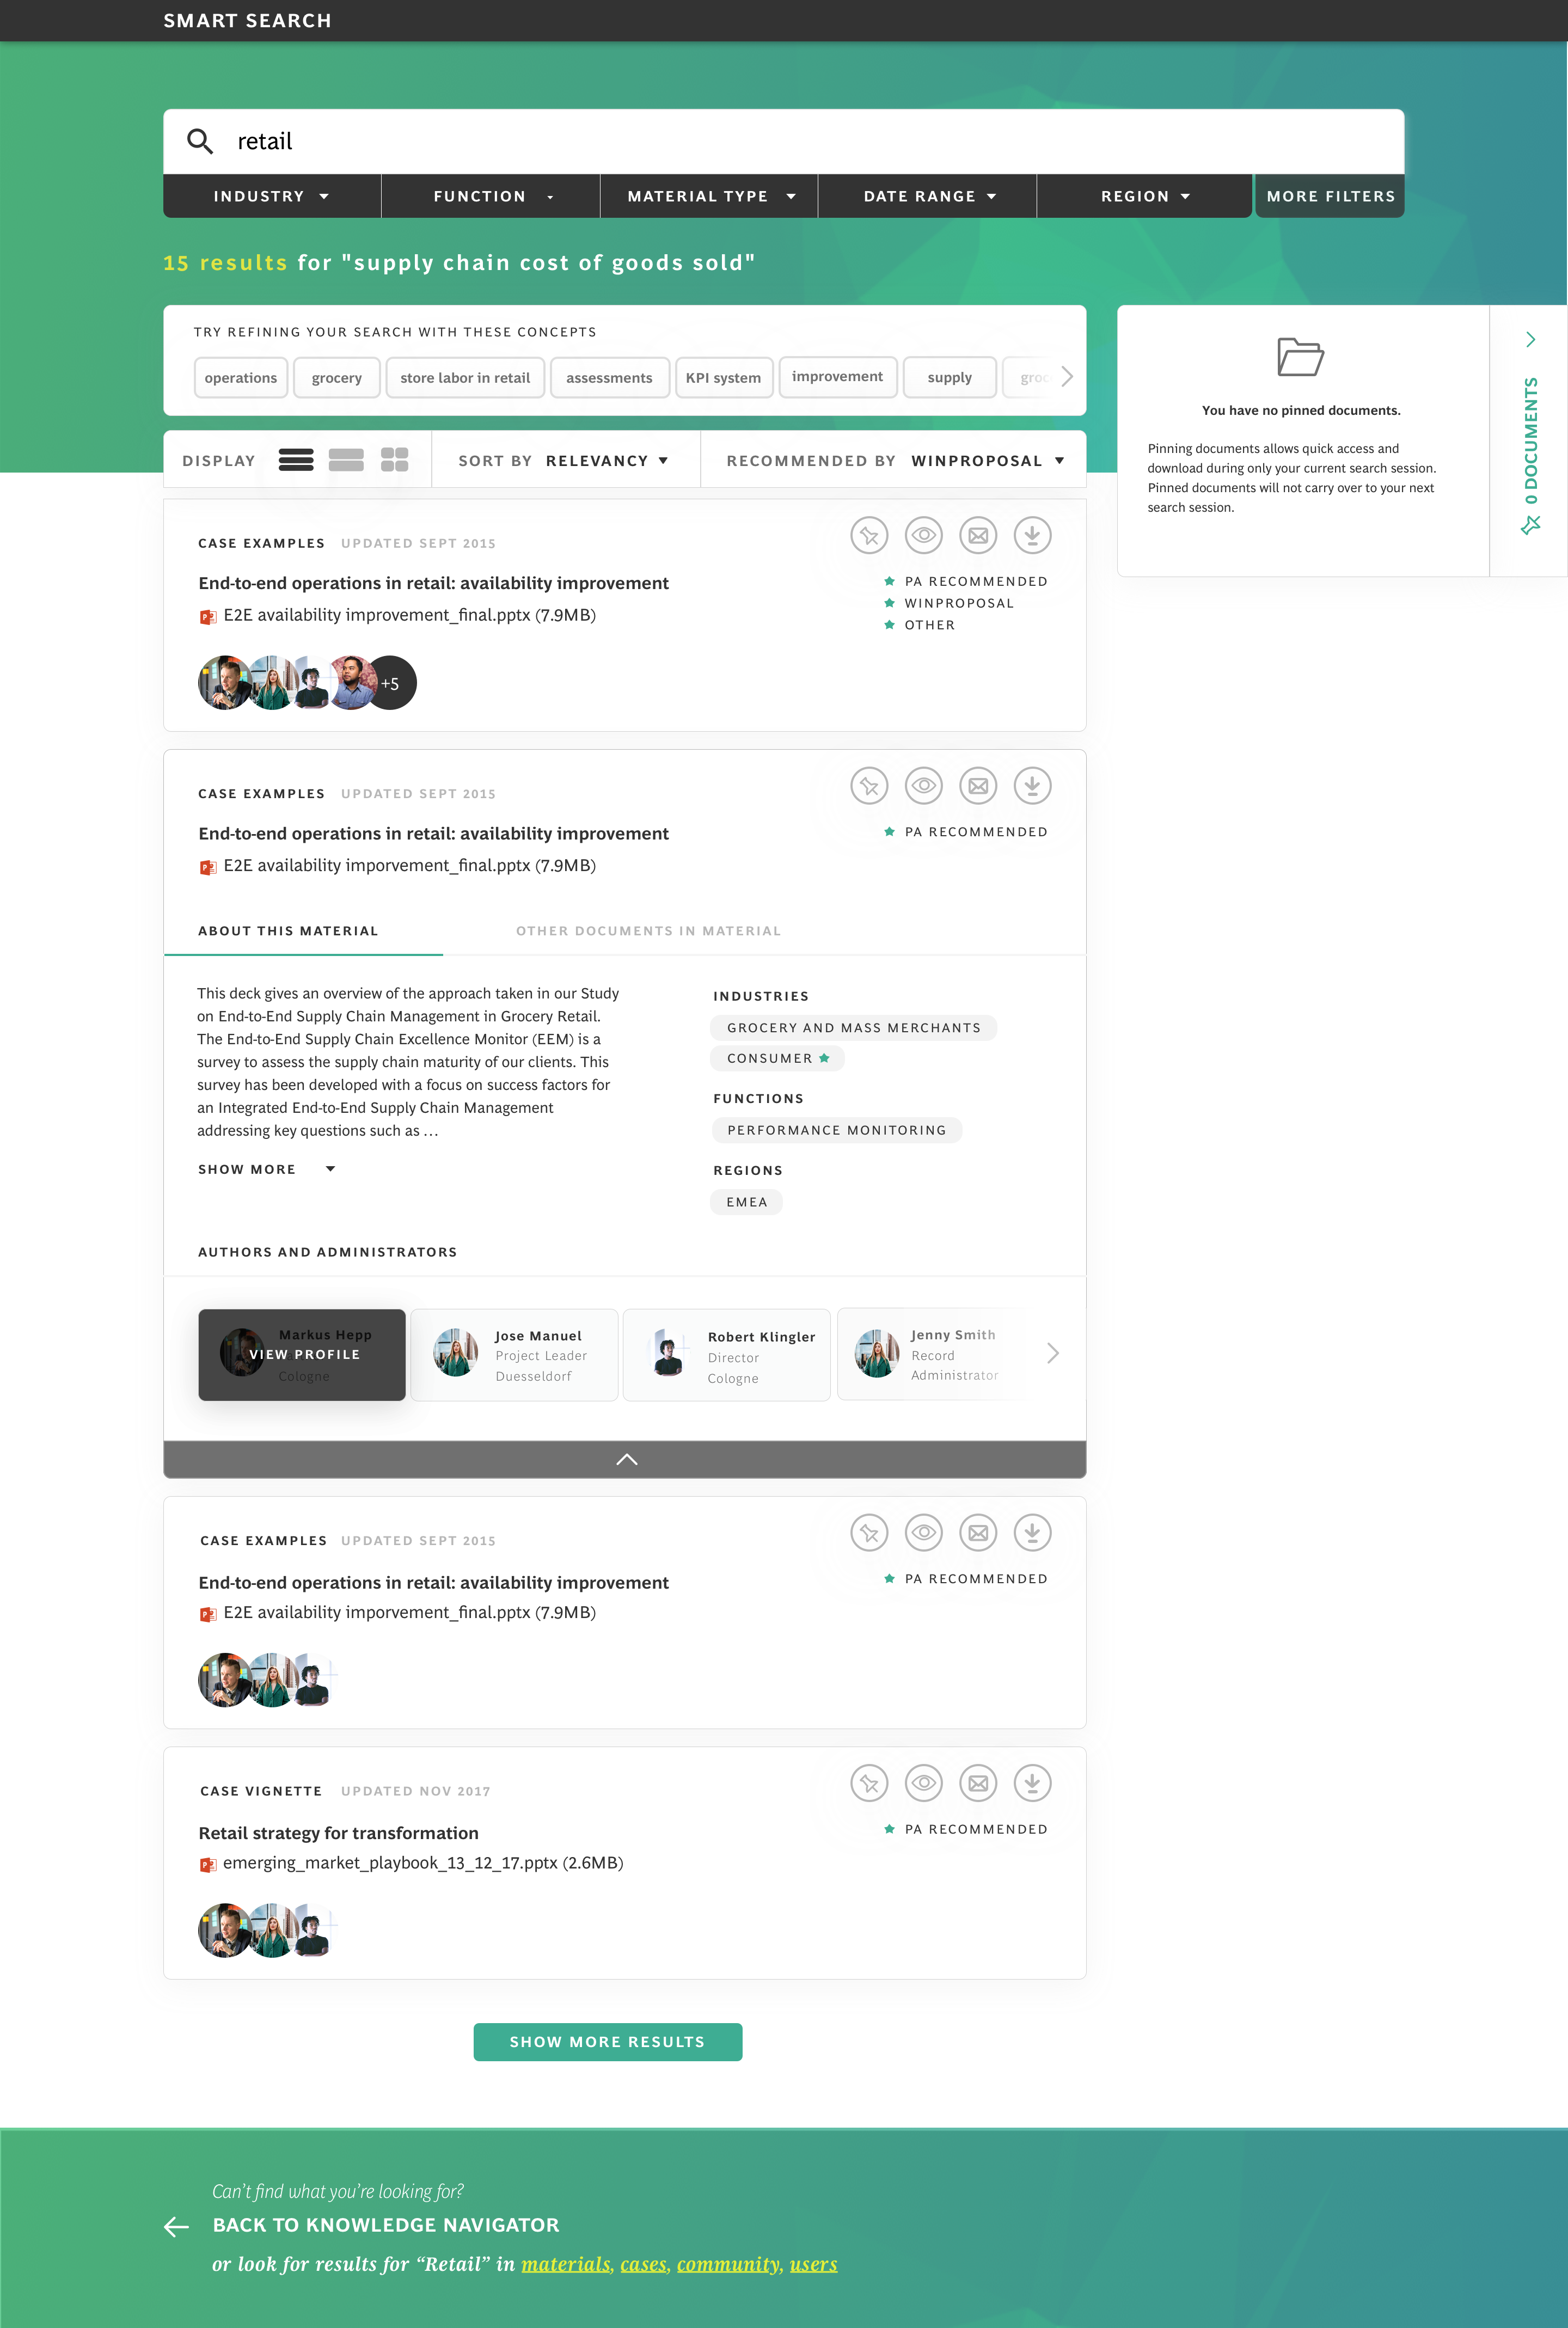 SMART SEARCH
retail
INDUSTRY
FUNCTION
MATERIAL TYPE
DATE RANGE
REGION
MORE FILTERS
15 results for "supply chain cost of goods sold"
TRY REFINING YOUR SEARCH WITH THESE CONCEPTS
operations
grocery
store labor in retail
assessments
KPI system
improvement
supply
DISPLAY
SORT BY RELEVANCY
RECOMMENDED BY WINPROPOSAL
You have no pinned documents.
Pinning documents allows quick access and
download during only your current search session.
Pinned documents will not carry over to your next
search session.
0 DOCUMENTS
CASE EXAMPLES UPDATED SEPT 2015
End-to-end operations in retail: availability improvement
E2E availability improvement_final.pptx (7.9MB)
PA RECOMMENDED
WINPROPOSAL
OTHER
+5
CASE EXAMPLES UPDATED SEPT 2015
End-to-end operations in retail: availability improvement
E2E availability imporvement_final.pptx (7.9MB)
PA RECOMMENDED
ABOUT THIS MATERIAL
OTHER DOCUMENTS IN MATERIAL
This deck gives an overview of the approach taken in our Study
on End-to-End Supply Chain Management in Grocery Retail.
The End-to-End Supply Chain Excellence Monitor (EEM) is a
survey to assess the supply chain maturity of our clients. This
survey has been developed with a focus on success factors for
an Integrated End-to-End Supply Chain Management
addressing key questions such as ...
SHOW MORE
INDUSTRIES
GROCERY AND MASS MERCHANTS
CONSUMER
FUNCTIONS
PERFORMANCE MONITORING
REGIONS
EMEA
AUTHORS AND ADMINISTRATORS
Markus Hepp
VIEW PROFILE
Cologne
Jose Manuel
Project Leader
Duesseldorf
Robert Klingler
Director
Cologne
Jenny Smith
Record
Administrator
CASE EXAMPLES UPDATED SEPT 2015
End-to-end operations in retail: availability improvement
E2E availability imporvement_final.pptx (7.9MB)
PA RECOMMENDED
CASE VIGNETTE UPDATED NOV 2017
Retail strategy for transformation
emerging_market_playbook_13_12_17.pptx (2.6MB)
PA RECOMMENDED
SHOW MORE RESULTS
Can't find what you're looking for?
BACK TO KNOWLEDGE NAVIGATOR
or look for results for “Retail” in materials, cases, community, users